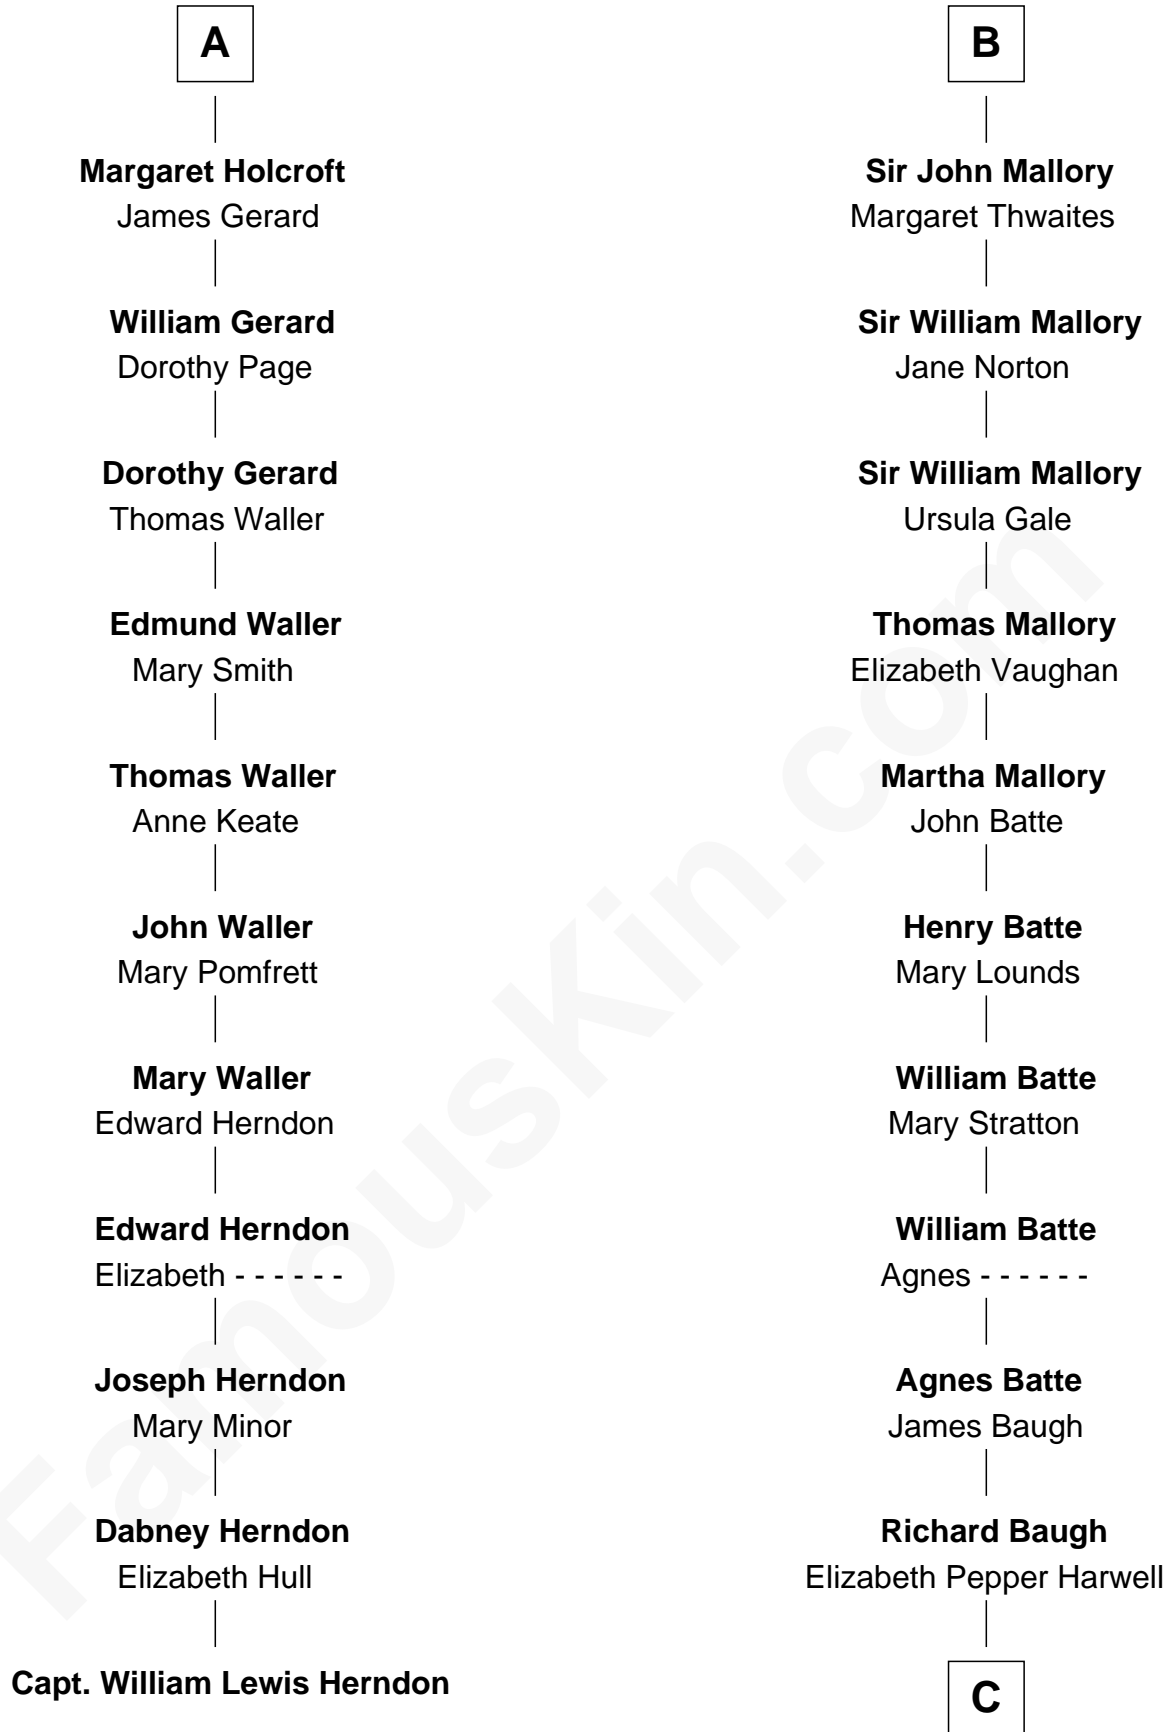 A
Margaret Holcroft
James Gerard
William Gerard
Dorothy Page
Dorothy Gerard
Thomas Waller
Edmund Waller
Mary Smith
Thomas Waller
Anne Keate
John Waller
Mary Pomfrett
Mary Waller
Edward Herndon
Edward Herndon
Elizabeth - - - - - -
Joseph Herndon
Mary Minor
Dabney Herndon
Elizabeth Hull
Capt. William Lewis Herndon
B
Sir John Mallory
Margaret Thwaites
Sir William Mallory
Jane Norton
Sir William Mallory
Ursula Gale
Thomas Mallory
Elizabeth Vaughan
Martha Mallory
John Batte
Henry Batte
Mary Lounds
William Batte
Mary Stratton
William Batte
Agnes - - - - - -
Agnes Batte
James Baugh
Richard Baugh
Elizabeth Pepper Harwell
C
FamousKin.com